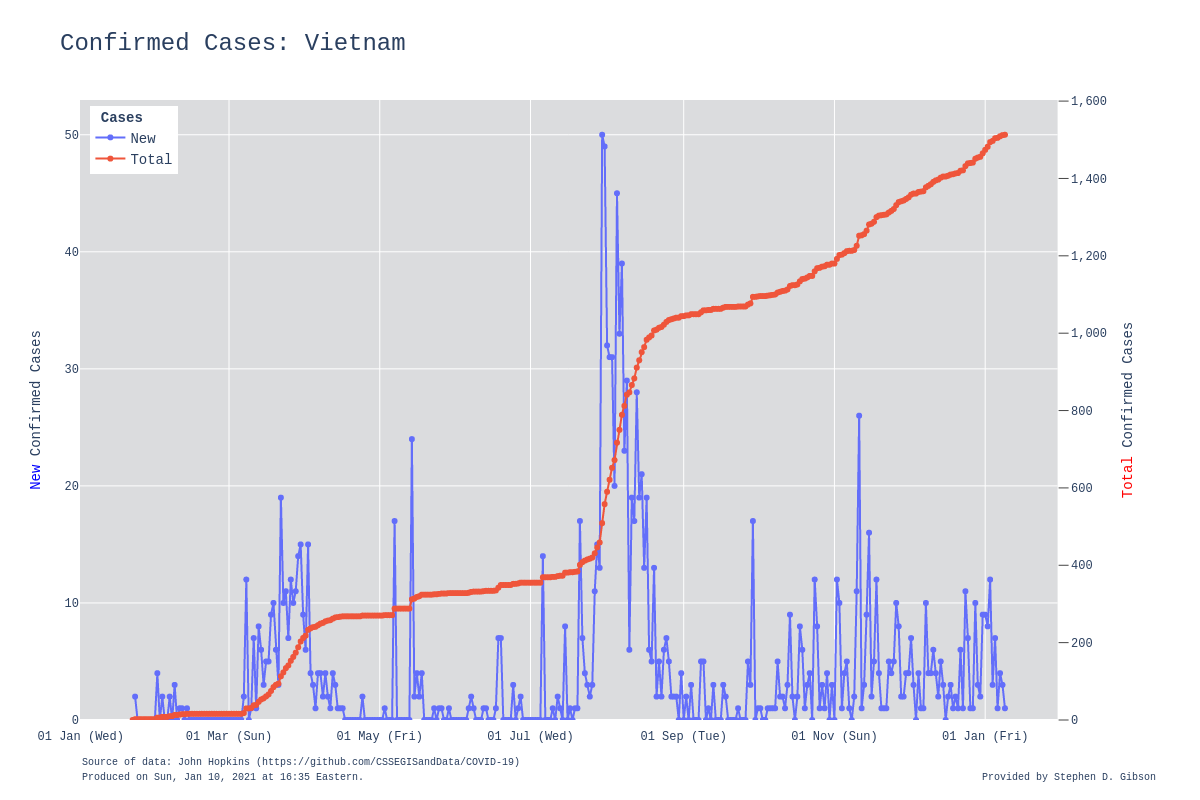 Confirmed Cases: Vietnam
Cases
New
Total
50
40
30
20
10
0
New Confirmed Cases
1,600
1,400
1,200
1,000
800
600
400
200
0
Total Confirmed Cases
01 Jan (Wed) 01 Mar (Sun) 01 May (Fri) 01 Jul (Wed) 01 Sep (Tue) 01 Nov (Sun) 01 Jan (Fri)
Source of data: John Hopkins (https://github.com/CSSEGISandData/COVID-19)
Produced on Sun, Jan 10, 2021 at 16:35 Eastern.
Provided by Stephen D. Gibson